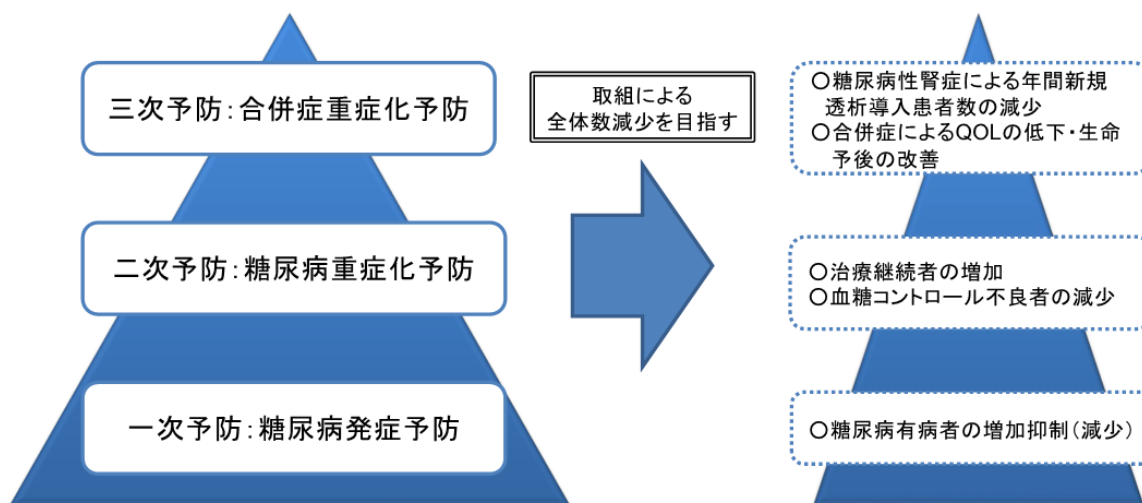 三次予防:合併症重症化予防
二次予防:糖尿病重症化予防
一次予防:糖尿病発症予防
取組による
全体数減少を目指す
○糖尿病性腎症による年間新規
透析導入患者数の減少
○合併症によるQOLの低下・生命
予後の改善
○治療継続者の増加
○血糖コントロール不良者の減少
○糖尿病有病者の増加抑制(減少)